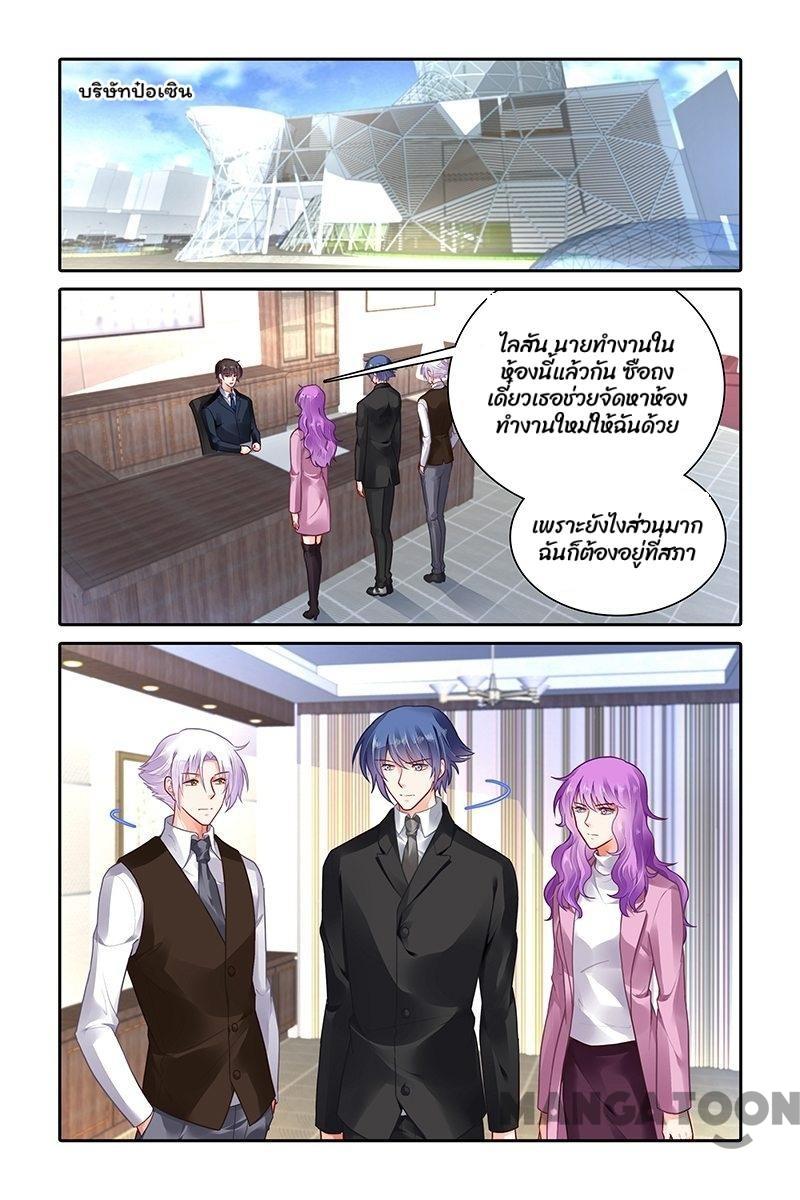 บริษัทป๋อเซิน
ไลสัน นายทำงานใน
ห้องนี้แล้วกัน ซือถง
เดี๋ยวเธอช่วยจัดหาห้อง
ทำงานใหม่ให้ฉันด้วย
เพราะยังไงส่วนมาก
ฉันก็ต้องอยู่ที่สภา
MANGATOON